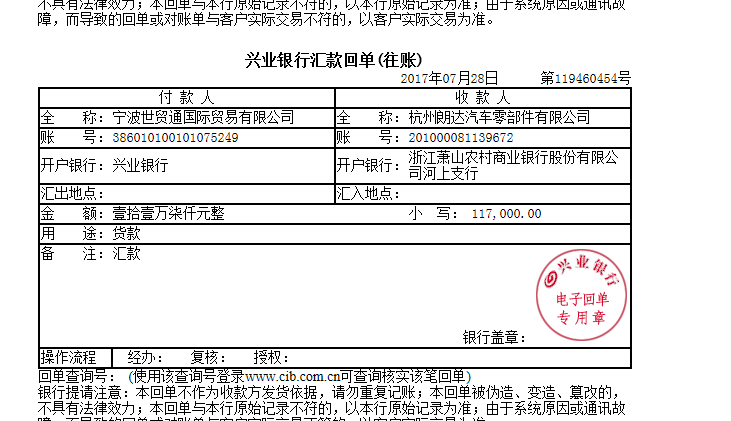 不具有法律效力；本回单与本行原始记录不符的，以本行原始记录为准；由于系统原因或通讯故
障，而导致的回单或对账单与客户实际交易不符的，以客户实际交易为准。
兴业银行汇款回单(往账)
2017年07月28日 第119460454号
付 款 人 收 款 人
全 称：宁波世贸通国际贸易有限公司 全 称：杭州朗达汽车零部件有限公司
账 号：386010100101075249 账 号：201000081139672
开户银行：兴业银行 开户银行：浙江萧山农村商业银行股份有限公
司河上支行
汇出地点： 汇入地点：
金 额：壹拾壹万柒仟元整 小 写： 117,000.00
用 途：货款
备 注：汇款
兴业银行
电子回单
专用章
银行盖章：
操作流程 经办： 复核： 授权：
回单查询号： (使用该查询号登录www.cib.com.cn可查询核实该笔回单)
银行提请注意：本回单不作为收款方发货依据，请勿重复记账；本回单被伪造、变造、篡改的，
不具有法律效力；本回单与本行原始记录不符的，以本行原始记录为准；由于系统原因或通讯故